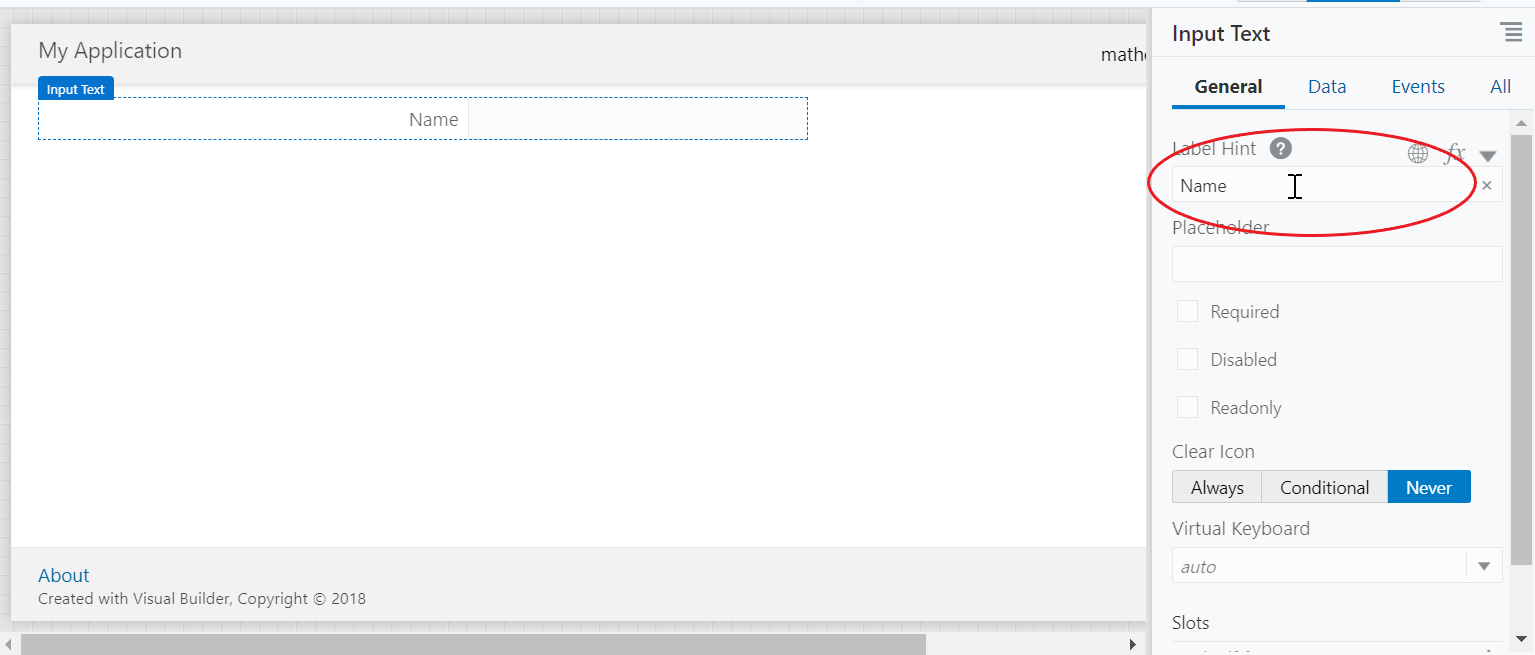 My Application
mathe
Input Text
Name
About
Created with Visual Builder, Copyright © 2018
Input Text
General Data Events All
Label Hint ? fx
Name ×
Placeholder
Required
Disabled
Readonly
Clear Icon
Always Conditional Never
Virtual Keyboard
auto
Slots